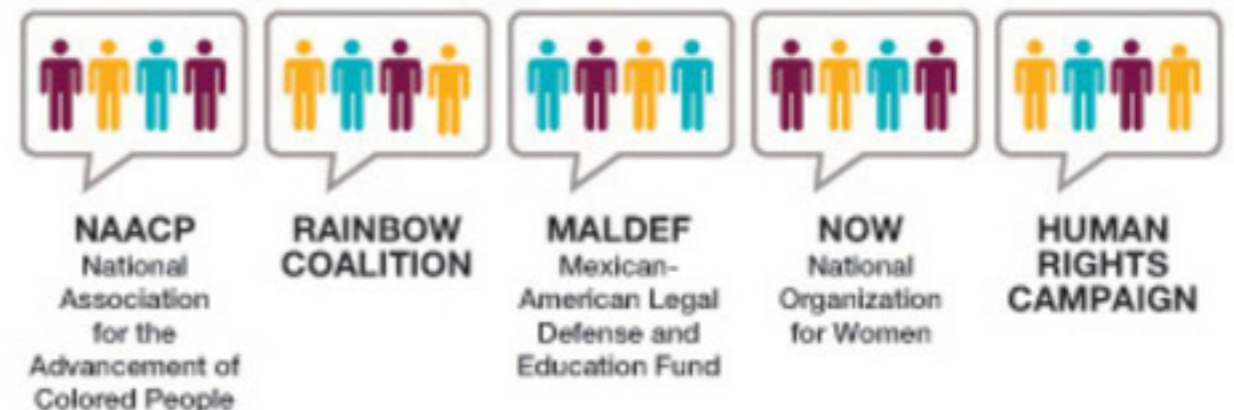 NAACP
National
Association
for the
Advancement of
Colored People
RAINBOW
COALITION
MALDEF
Mexican-
American Legal
Defense and
Education Fund
NOW
National
Organization
for Women
HUMAN
RIGHTS
CAMPAIGN